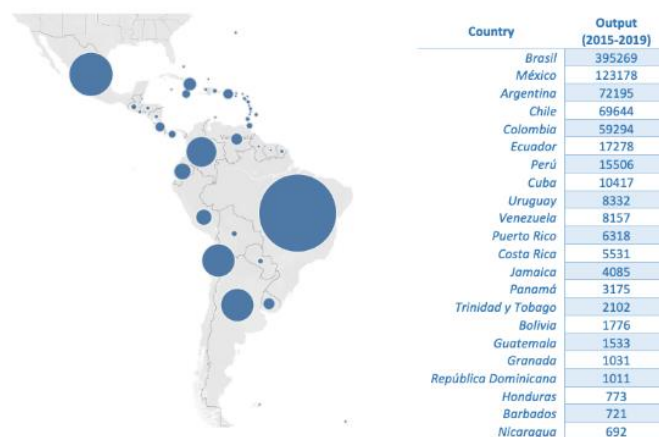 Country Output (2015-2019)
Brasil 395269
México 123178
Argentina 72195
Chile 69644
Colombia 59294
Ecuador 17278
Perú 15506
Cuba 10417
Uruguay 8332
Venezuela 8157
Puerto Rico 6318
Costa Rica 5531
Jamaica 4085
Panamá 3175
Trinidad y Tobago 2102
Bolivia 1776
Guatemala 1533
Granada 1031
República Dominicana 1011
Honduras 773
Barbados 721
Nicaragua 692